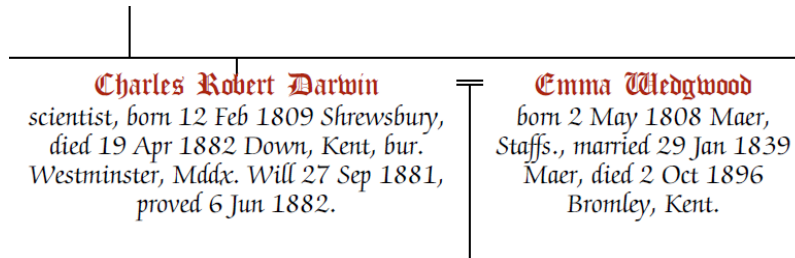 Charles Robert Darwin
scientist, born 12 Feb 1809 Shrewsbury,
died 19 Apr 1882 Down, Kent, bur.
Westminster, Mddx. Will 27 Sep 1881,
proved 6 Jun 1882.
Emma Wedgwood
born 2 May 1808 Maer,
Staffs., married 29 Jan 1839
Maer, died 2 Oct 1896
Bromley, Kent.